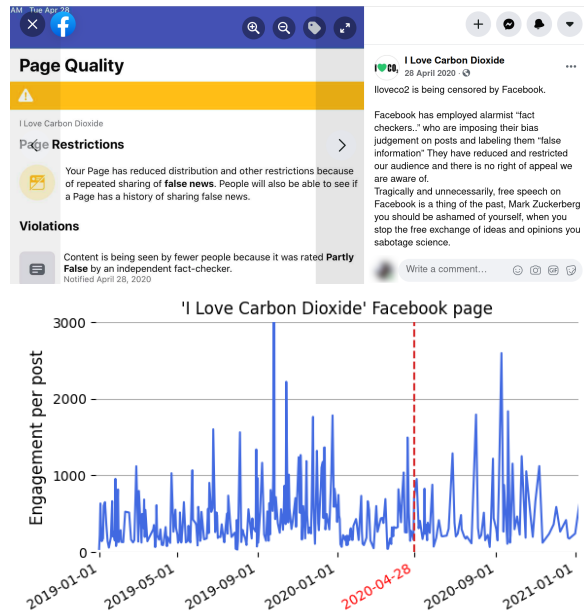 AM Tue Apr 28
Page Quality
I Love Carbon Dioxide
Page Restrictions
Your Page has reduced distribution and other restrictions because
of repeated sharing of false news. People will also be able to see if
a Page has a history of sharing false news.
Violations
Content is being seen by fewer people because it was rated Partly
False by an independent fact-checker.
Notified April 28, 2020
I CO₂
I Love Carbon Dioxide
28 April 2020 ·
Iloveco2 is being censored by Facebook.
Facebook has employed alarmist “fact
checkers..” who are imposing their bias
judgement on posts and labeling them “false
information” They have reduced and restricted
our audience and there is no right of appeal we
are aware of.
Tragically and unnecessarily, free speech on
Facebook is a thing of the past, Mark Zuckerberg
you should be ashamed of yourself, when you
stop the free exchange of ideas and opinions you
sabotage science.
Write a comment…
GIF
'I Love Carbon Dioxide' Facebook page
Engagement per post
3000
2000
1000
0
2019-01-01
2019-05-01
2019-09-01
2020-01-01
2020-04-28
2020-09-01
2021-01-01